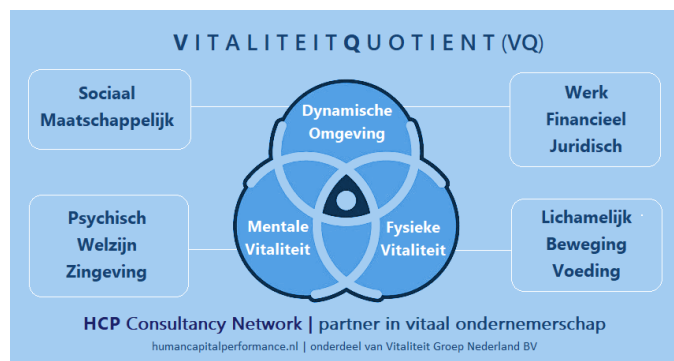 VITALITEITQUOTIENT (VQ)
Sociaal
Maatschappelijk
Dynamische
Omgeving
Werk
Financieel
Juridisch
Psychisch
Welzijn
Zingeving
Mentale
Vitaliteit
Fysieke
Vitaliteit
Lichamelijk
Beweging
Voeding
HCP Consultancy Network | partner in vitaal ondernemerschap
humancapitalperformance.nl | onderdeel van Vitaliteit Groep Nederland BV